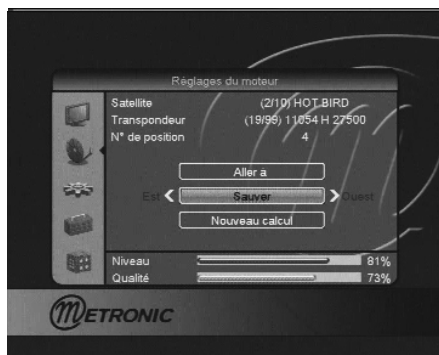 Réglages du moteur
Satellite (2/10) HOT BIRD
Transpondeur (19/99) 11054 H 27500
N° de position 4
Aller à
Est Sauver Ouest
Nouveau calcul
Niveau 81%
Qualité 73%
METRONIC